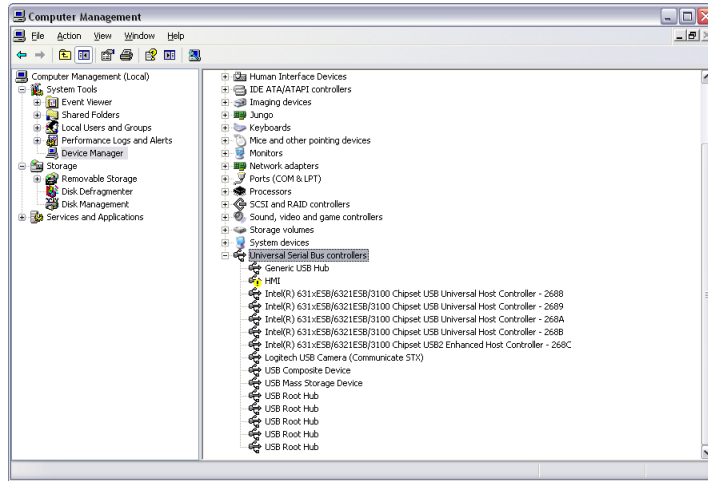 Computer Management
File Action View Window Help
Computer Management (Local)
System Tools
Event Viewer
Shared Folders
Local Users and Groups
Performance Logs and Alerts
Device Manager
Storage
Removable Storage
Disk Defragmenter
Disk Management
Services and Applications
Human Interface Devices
IDE ATA/ATAPI controllers
Imaging devices
Jungo
Keyboards
Mice and other pointing devices
Monitors
Network adapters
Ports (COM & LPT)
Processors
SCSI and RAID controllers
Sound, video and game controllers
Storage volumes
System devices
Universal Serial Bus controllers
Generic USB Hub
HMI
Intel(R) 631xESB/6321ESB/3100 Chipset USB Universal Host Controller - 2688
Intel(R) 631xESB/6321ESB/3100 Chipset USB Universal Host Controller - 2689
Intel(R) 631xESB/6321ESB/3100 Chipset USB Universal Host Controller - 268A
Intel(R) 631xESB/6321ESB/3100 Chipset USB Universal Host Controller - 268B
Intel(R) 631xESB/6321ESB/3100 Chipset USB2 Enhanced Host Controller - 268C
Logitech USB Camera (Communicate STX)
USB Composite Device
USB Mass Storage Device
USB Root Hub
USB Root Hub
USB Root Hub
USB Root Hub
USB Root Hub